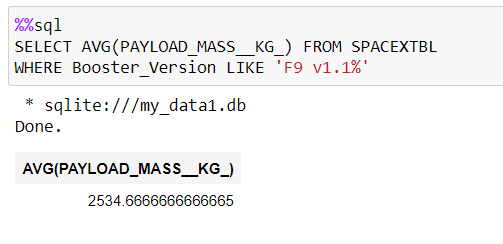 %%sql
SELECT AVG(PAYLOAD_MASS__KG_) FROM SPACEXTBL
WHERE Booster_Version LIKE 'F9 v1.1%'
* sqlite:///my_data1.db
Done.
AVG(PAYLOAD_MASS__KG_)
2534.6666666666665